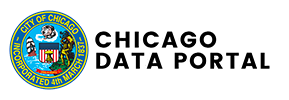 CITY OF CHICAGO
INCORPORATED 4th MARCH 1837
CHICAGO
DATA PORTAL